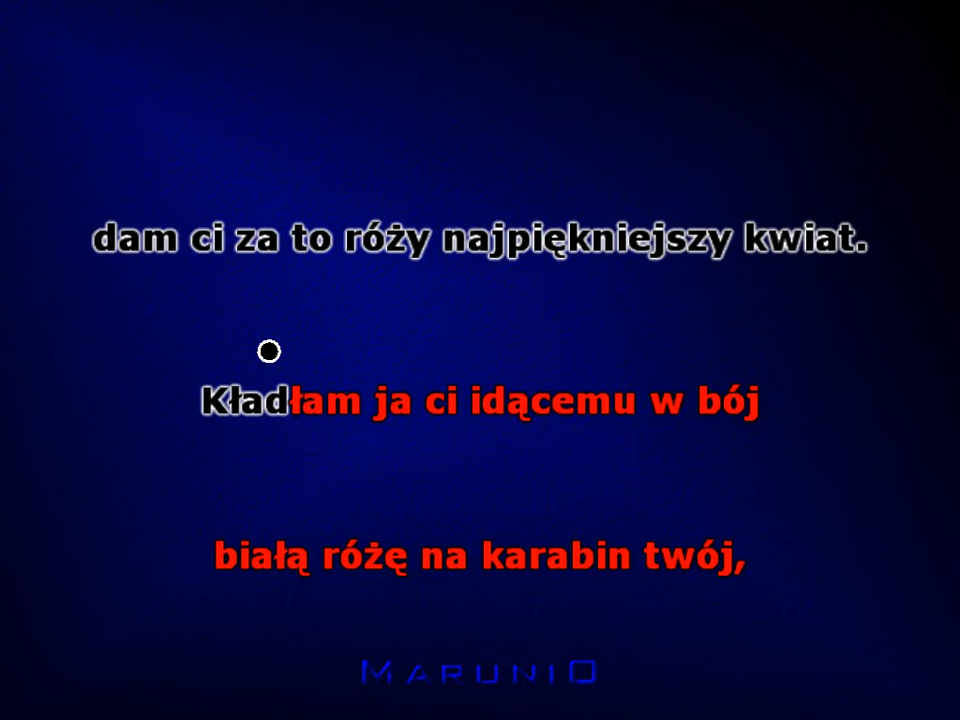 dam ci za to róży najpiękniejszy kwiat.
Kładłam ja ci idącemu w bój
białą różę na karabin twój,
MARUNIO